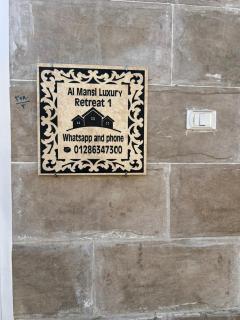 Al Mansi Luxury
Retreat 1
Whatsapp and phone
01286347300